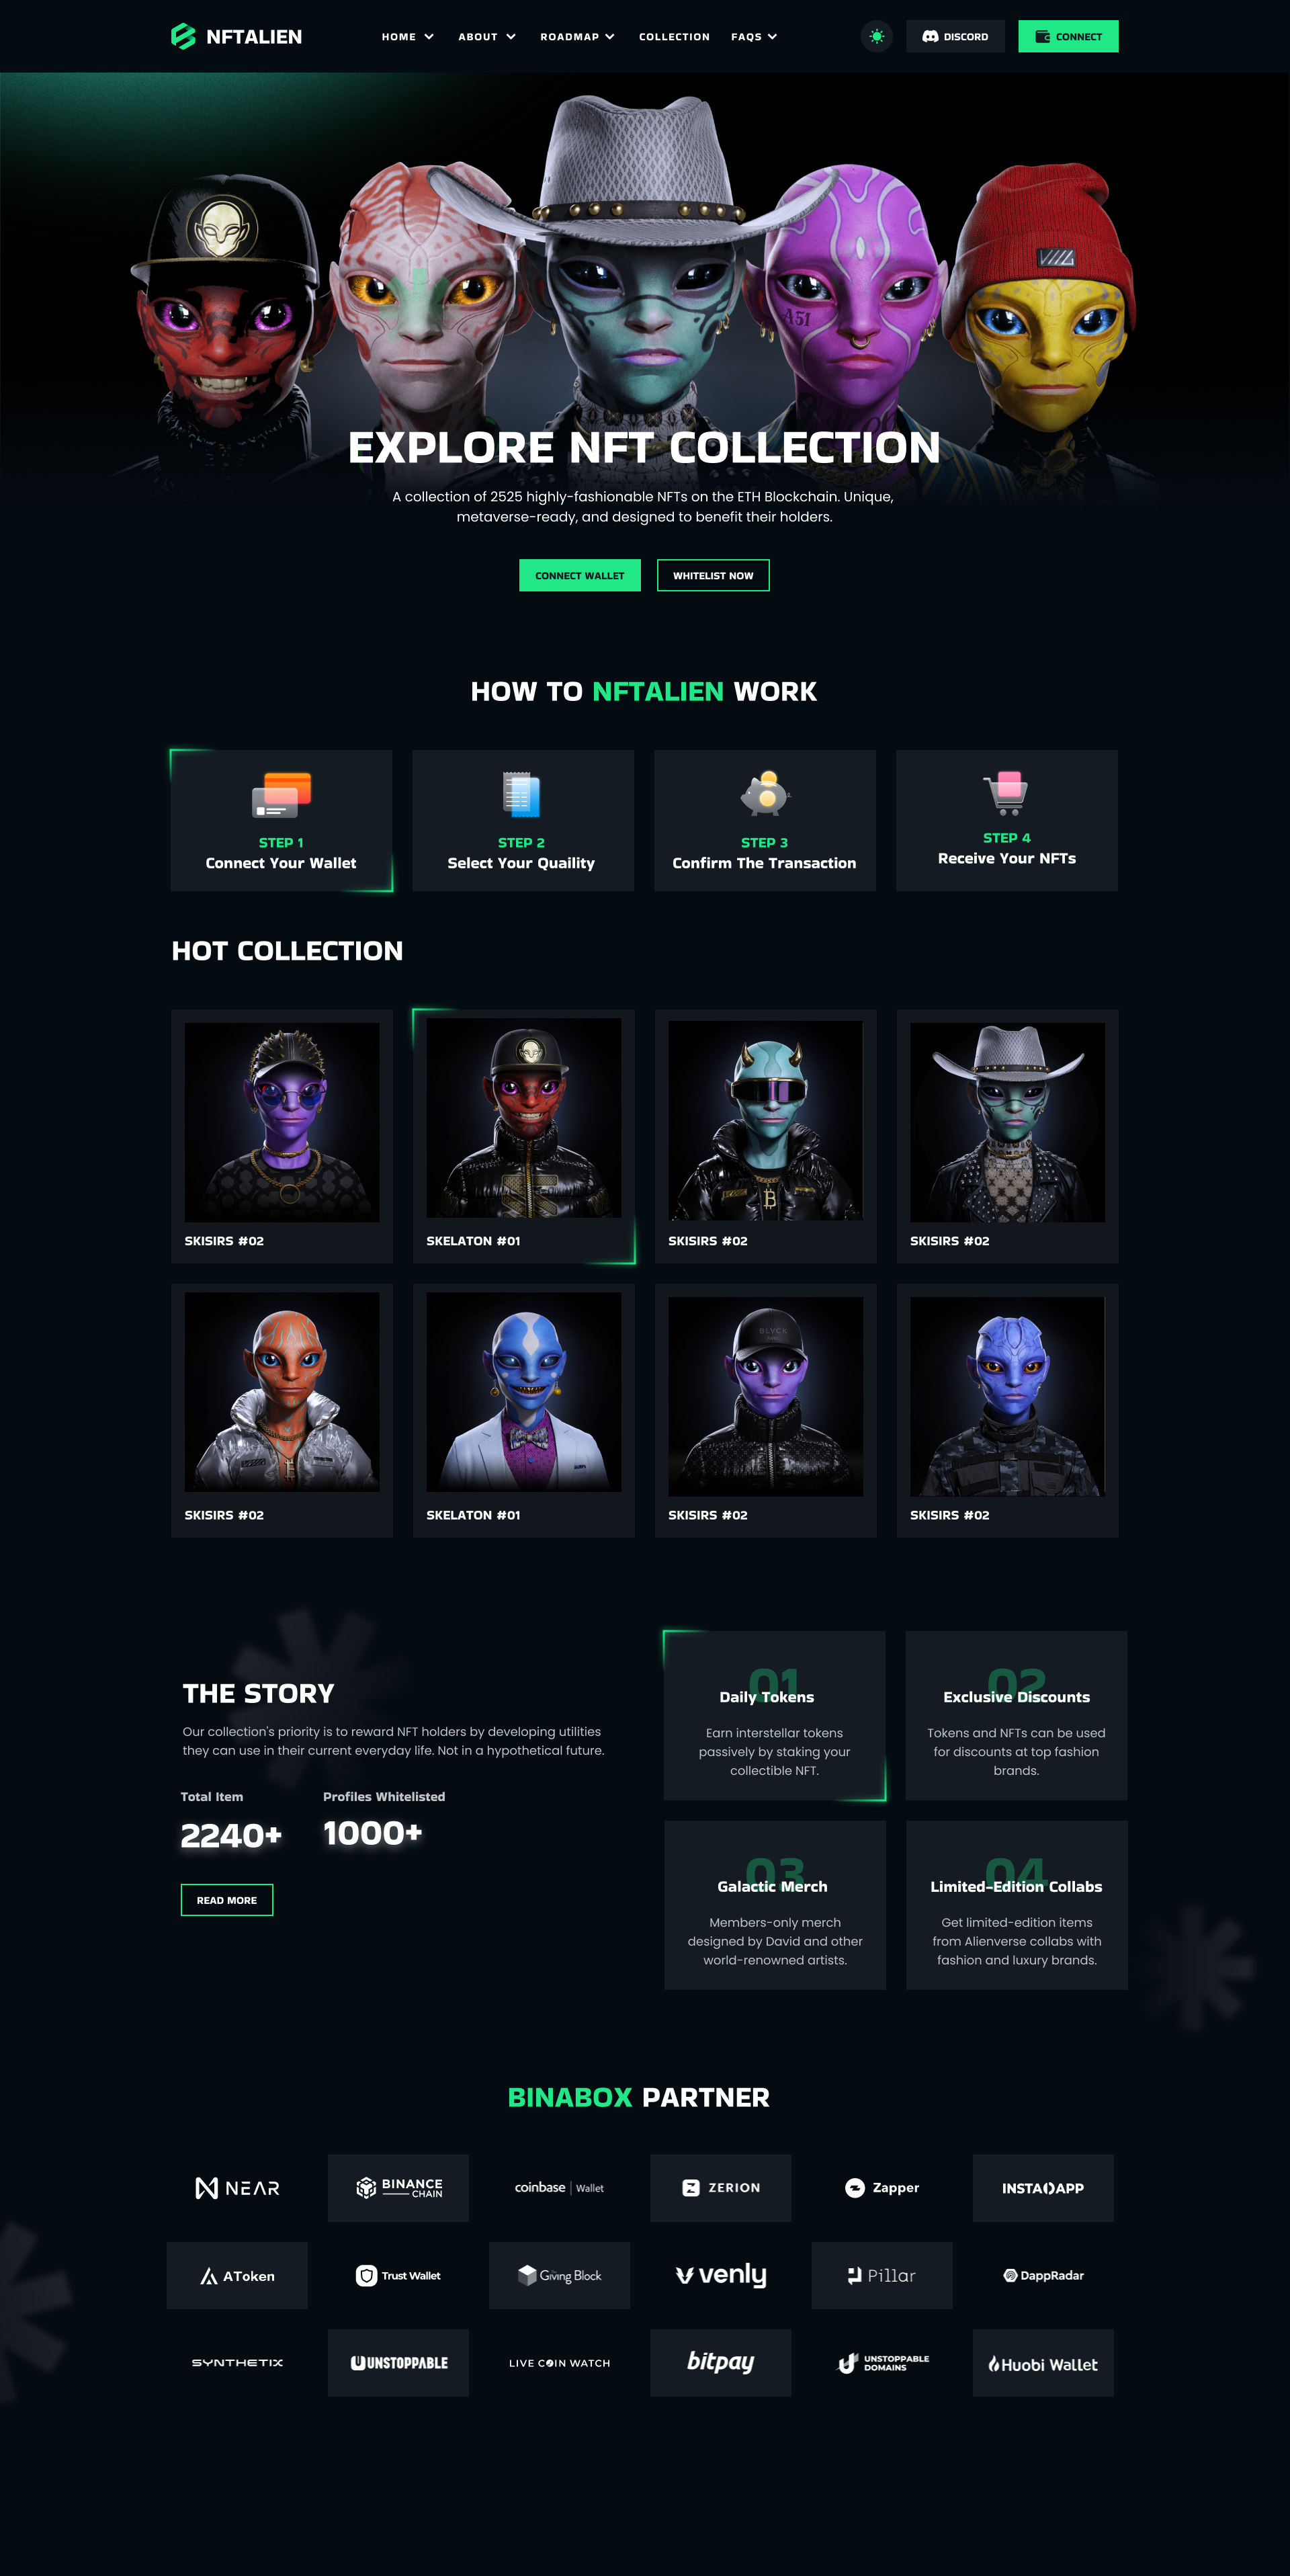 NFTALIEN
HOME
ABOUT
ROADMAP
COLLECTION
FAQS
DISCORD
CONNECT
A51
EXPLORE NFT COLLECTION
A collection of 2525 highly-fashionable NFTs on the ETH Blockchain. Unique,
metaverse-ready, and designed to benefit their holders.
CONNECT WALLET
WHITELIST NOW
HOW TO NFTALIEN WORK
STEP 1
Connect Your Wallet
STEP 2
Select Your Quaility
STEP 3
Confirm The Transaction
STEP 4
Receive Your NFTs
HOT COLLECTION
SKISIRS #02
SKELATON #01
SKISIRS #02
SKISIRS #02
BLVCK
SKISIRS #02
SKELATON #01
SKISIRS #02
SKISIRS #02
THE STORY
Our collection's priority is to reward NFT holders by developing utilities
they can use in their current everyday life. Not in a hypothetical future.
Total Item
2240+
Profiles Whitelisted
1000+
READ MORE
01
Daily Tokens
Earn interstellar tokens
passively by staking your
collectible NFT.
02
Exclusive Discounts
Tokens and NFTs can be used
for discounts at top fashion
brands.
03
Galactic Merch
Members-only merch
designed by David and other
world-renowned artists.
04
Limited-Edition Collabs
Get limited-edition items
from Alienverse collabs with
fashion and luxury brands.
BINABOX PARTNER
NEAR
BINANCE
CHAIN
coinbase | Wallet
ZERION
Zapper
INSTADAPP
AToken
Trust Wallet
Giving Block
venly
Pillar
DappRadar
SYNTHETIX
UNSTOPPABLE
LIVE COIN WATCH
bitpay
UNSTOPPABLE
DOMAINS
Huobi Wallet